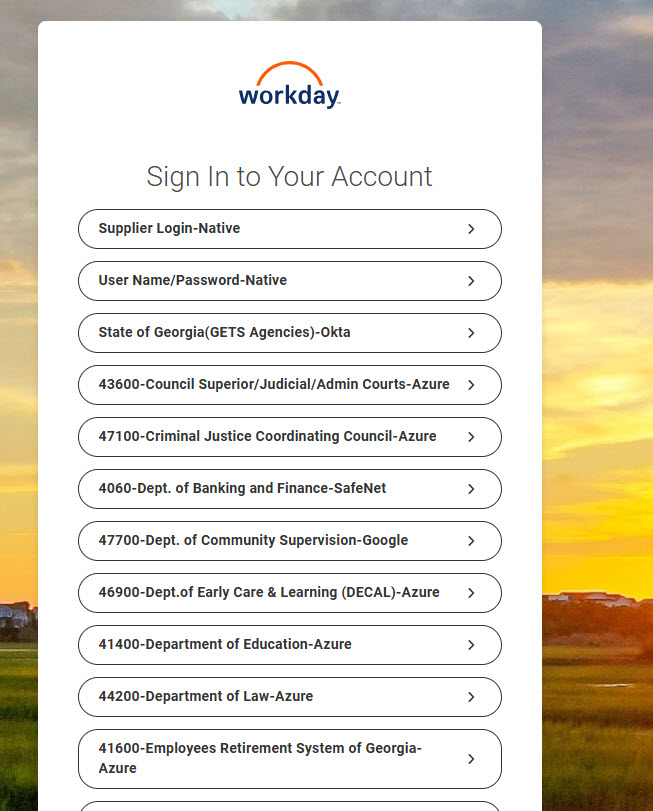 workday
Sign In to Your Account
Supplier Login-Native
User Name/Password-Native
State of Georgia(GETS Agencies)-Okta
43600-Council Superior/Judicial/Admin Courts-Azure
47100-Criminal Justice Coordinating Council-Azure
4060-Dept. of Banking and Finance-SafeNet
47700-Dept. of Community Supervision-Google
46900-Dept.of Early Care & Learning (DECAL)-Azure
41400-Department of Education-Azure
44200-Department of Law-Azure
41600-Employees Retirement System of Georgia-
Azure